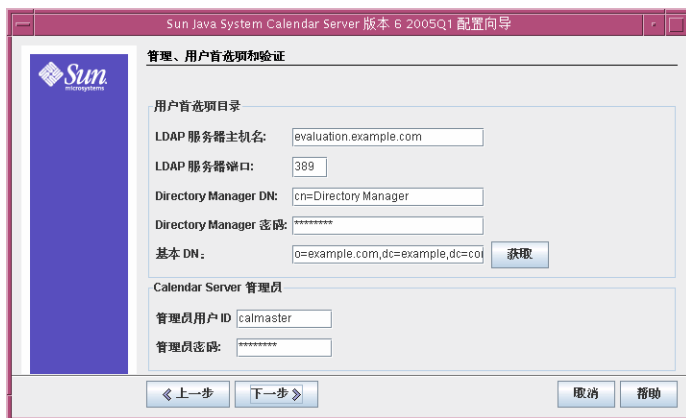 Sun Java System Calendar Server 版本 6 2005Q1 配置向导
Sun
microsystems
管理、用户首选项和验证
用户首选项目录
LDAP 服务器主机名: evaluation.example.com
LDAP 服务器端口: 389
Directory Manager DN: cn=Directory Manager
Directory Manager 密码: ********
基本 DN： o=example.com,dc=example,dc=co 获取
Calendar Server 管理员
管理员用户 ID calmaster
管理员密码: ********
上一步 下一步 取消 帮助